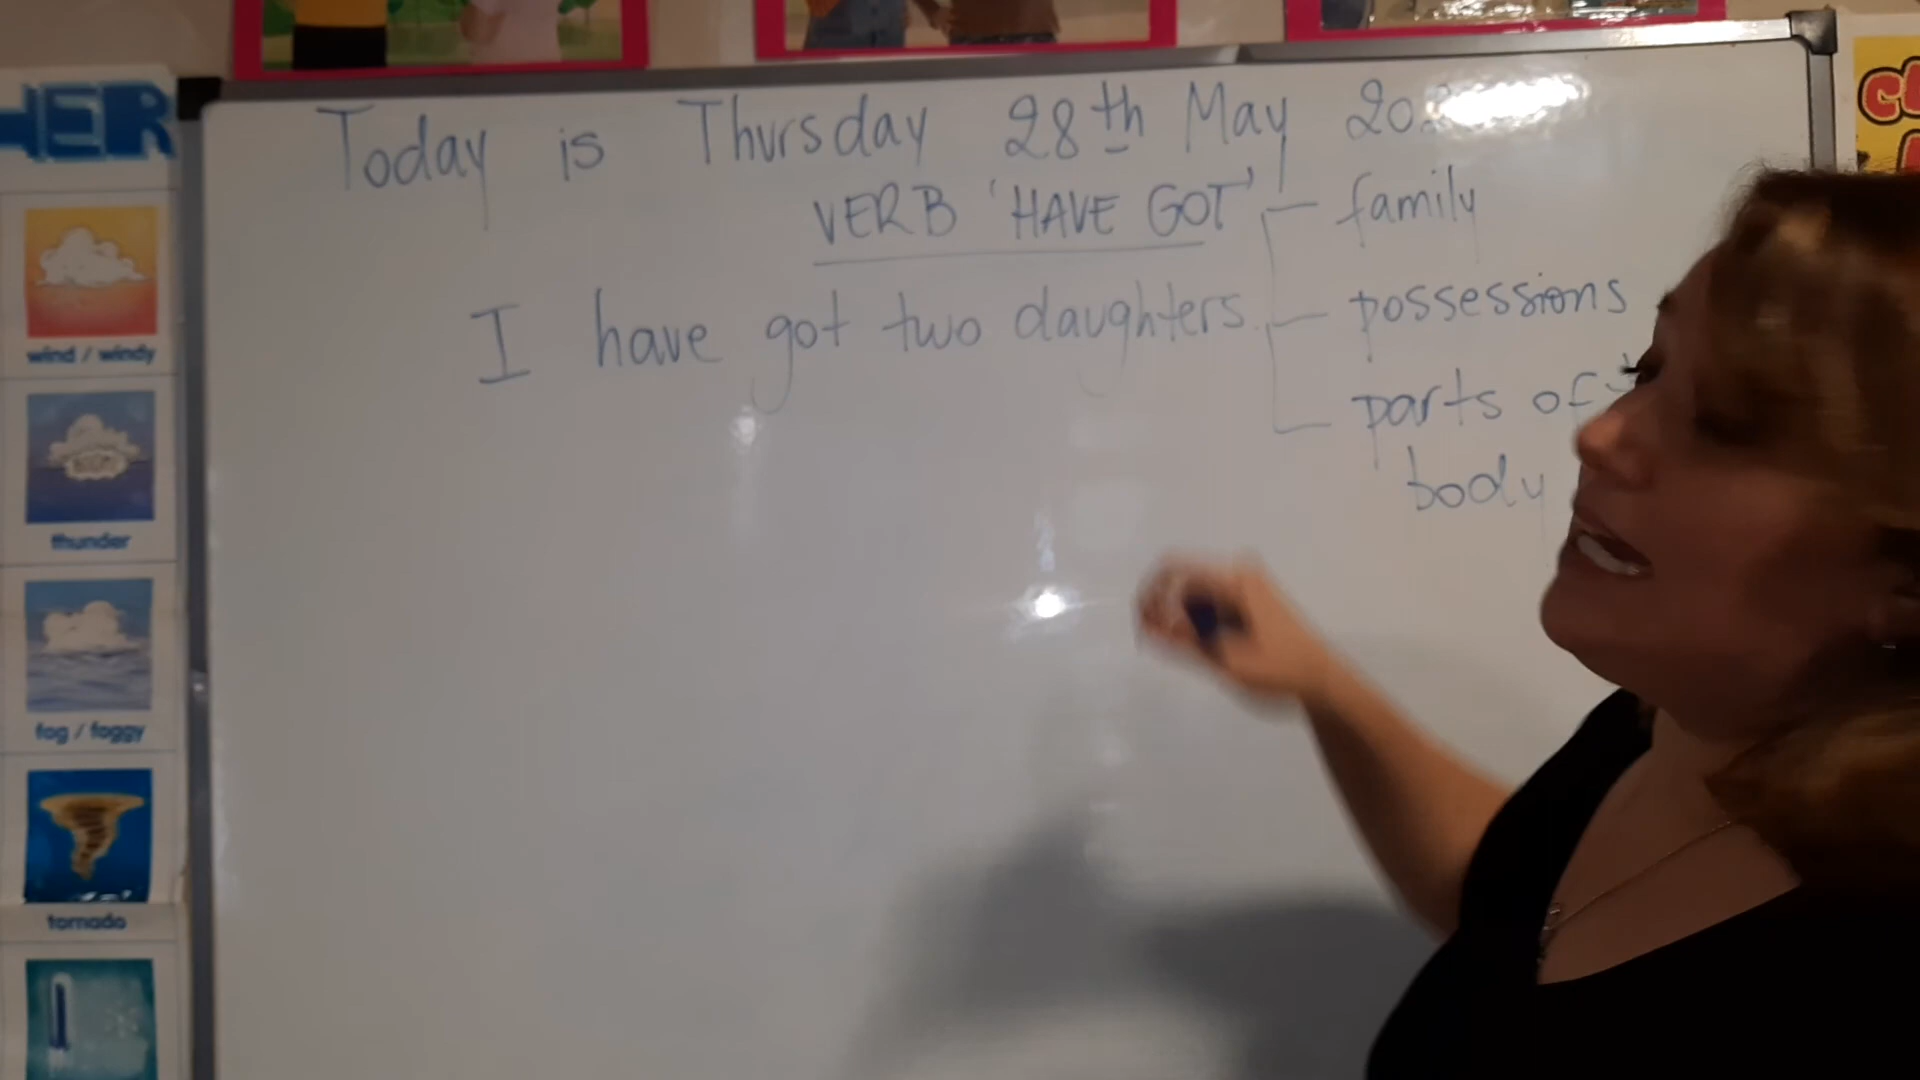 Today is Thursday 28th May
VERB 'HAVE GOT'
family
I have got two daughters.
possessions
parts of
body
wind / windy
thunder
fog / foggy
tornado